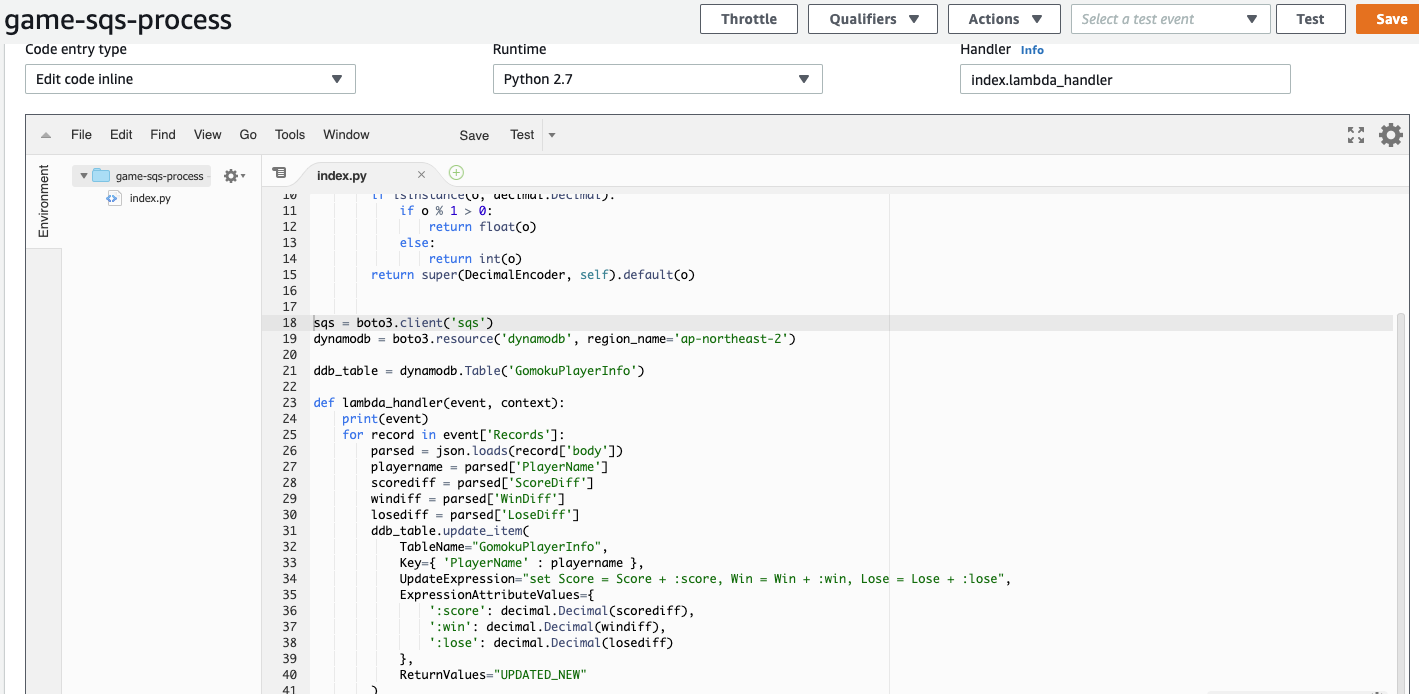 game-sqs-process
Throttle
Qualifiers
Actions
Select a test event
Test
Save
Code entry type
Runtime
Handler Info
Edit code inline
Python 2.7
index.lambda_handler
File Edit Find View Go Tools Window Save Test
Environment
game-sqs-process
index.py
index.py
10 if isinstance(o, decimal.Decimal):
11 if o % 1 > 0:
12 return float(o)
13 else:
14 return int(o)
15 return super(DecimalEncoder, self).default(o)
16
17
18 sqs = boto3.client('sqs')
19 dynamodb = boto3.resource('dynamodb', region_name='ap-northeast-2')
20
21 ddb_table = dynamodb.Table('GomokuPlayerInfo')
22
23 def lambda_handler(event, context):
24 print(event)
25 for record in event['Records']:
26 parsed = json.loads(record['body'])
27 playername = parsed['PlayerName']
28 scorediff = parsed['ScoreDiff']
29 windiff = parsed['WinDiff']
30 losediff = parsed['LoseDiff']
31 ddb_table.update_item(
32 TableName="GomokuPlayerInfo",
33 Key={ 'PlayerName' : playername },
34 UpdateExpression="set Score = Score + :score, Win = Win + :win, Lose = Lose + :lose",
35 ExpressionAttributeValues={
36 ':score': decimal.Decimal(scorediff),
37 ':win': decimal.Decimal(windiff),
38 ':lose': decimal.Decimal(losediff)
39 },
40 ReturnValues="UPDATED_NEW"
41 )